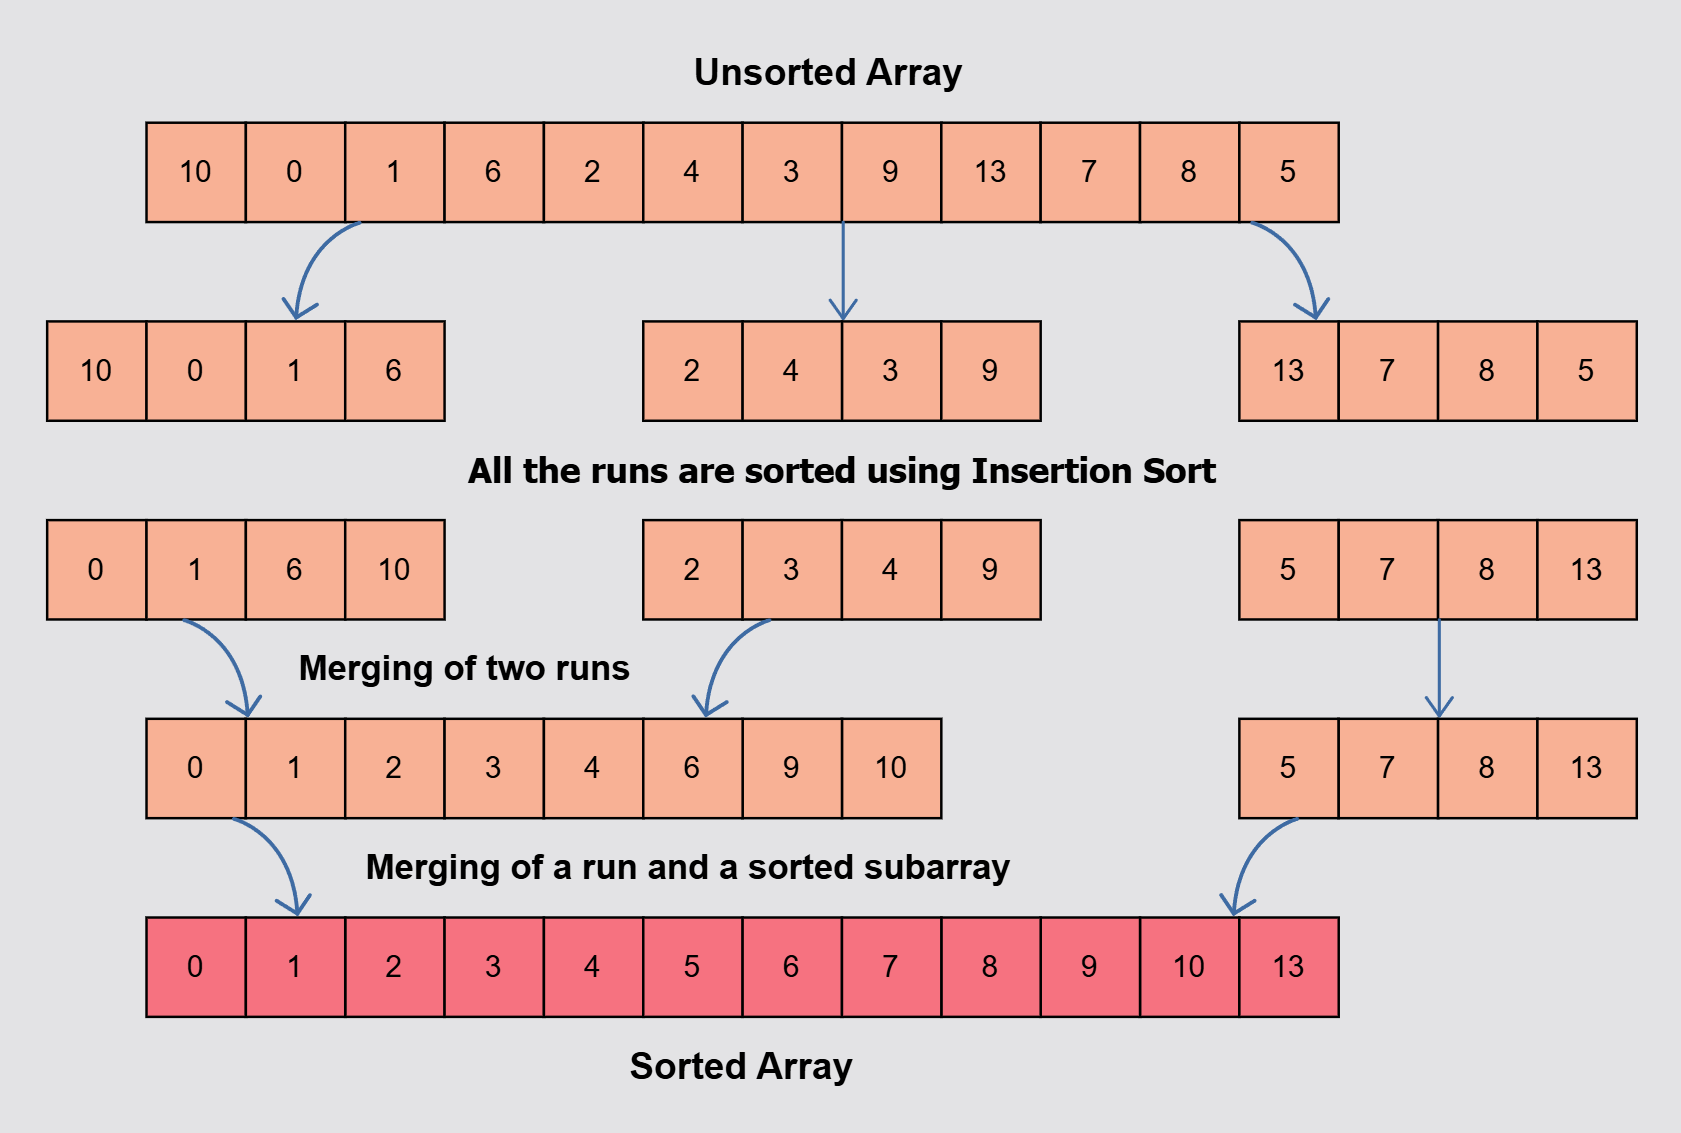 Unsorted Array
10 0 1 6 2 4 3 9 13 7 8 5
10 0 1 6 2 4 3 9 13 7 8 5
All the runs are sorted using Insertion Sort
0 1 6 10 2 3 4 9 5 7 8 13
Merging of two runs
0 1 2 3 4 6 9 10 5 7 8 13
Merging of a run and a sorted subarray
0 1 2 3 4 5 6 7 8 9 10 13
Sorted Array